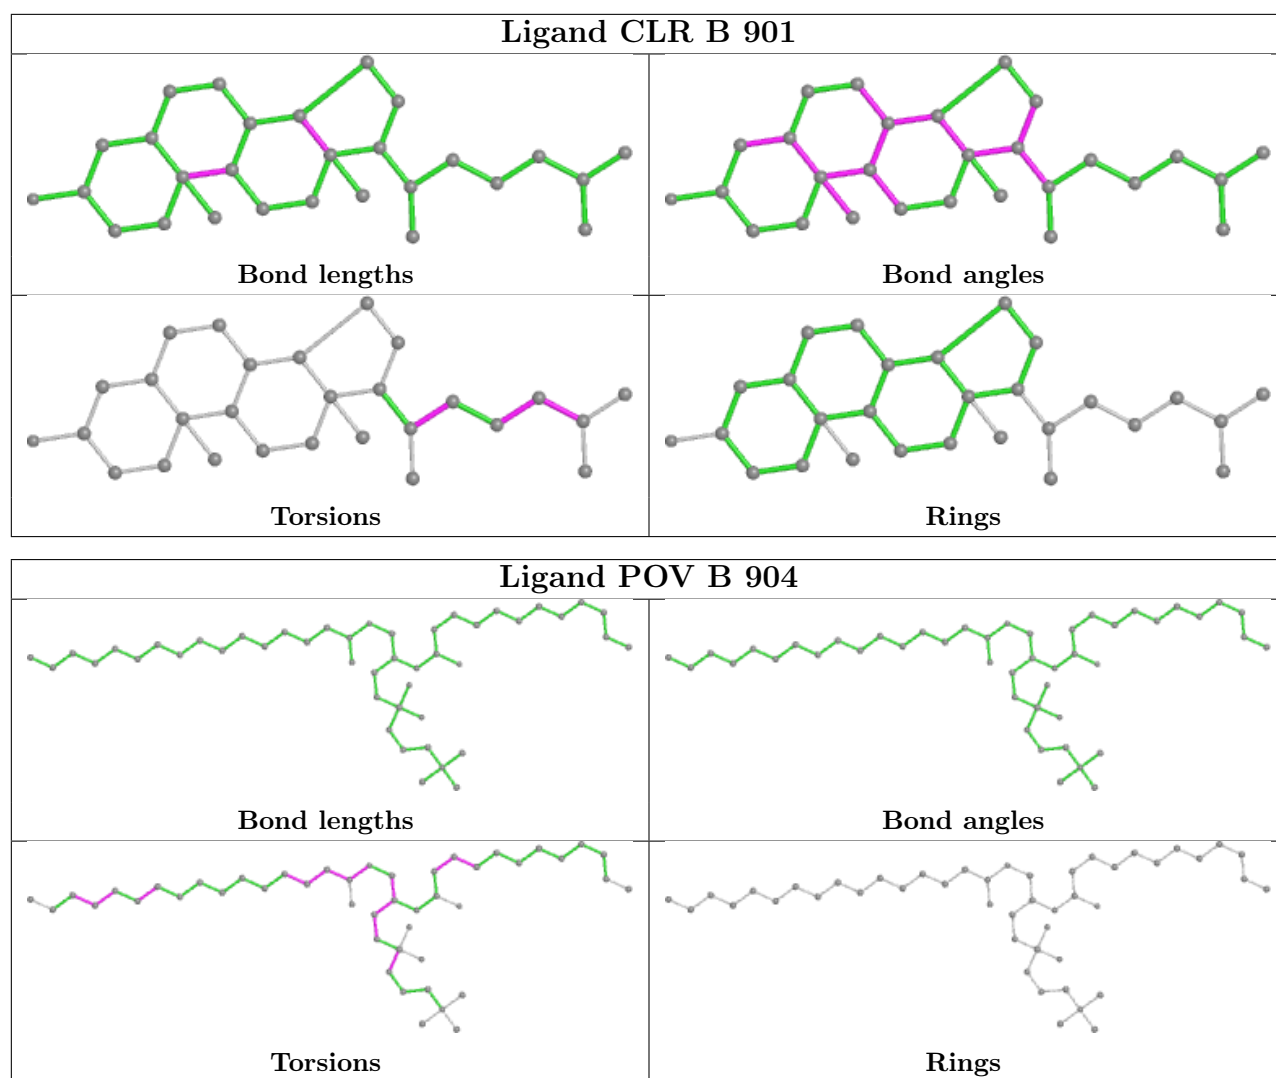 Ligand CLR B 901
Bond lengths
Bond angles
Torsions
Rings
Ligand POV B 904
Bond lengths
Bond angles
Torsions
Rings